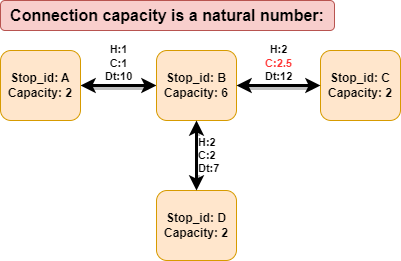 Connection capacity is a natural number:
H:1
C:1
Dt:10
H:2
C:2.5
Dt:12
Stop_id: A
Capacity: 2
Stop_id: B
Capacity: 6
Stop_id: C
Capacity: 2
H:2
C:2
Dt:7
Stop_id: D
Capacity: 2